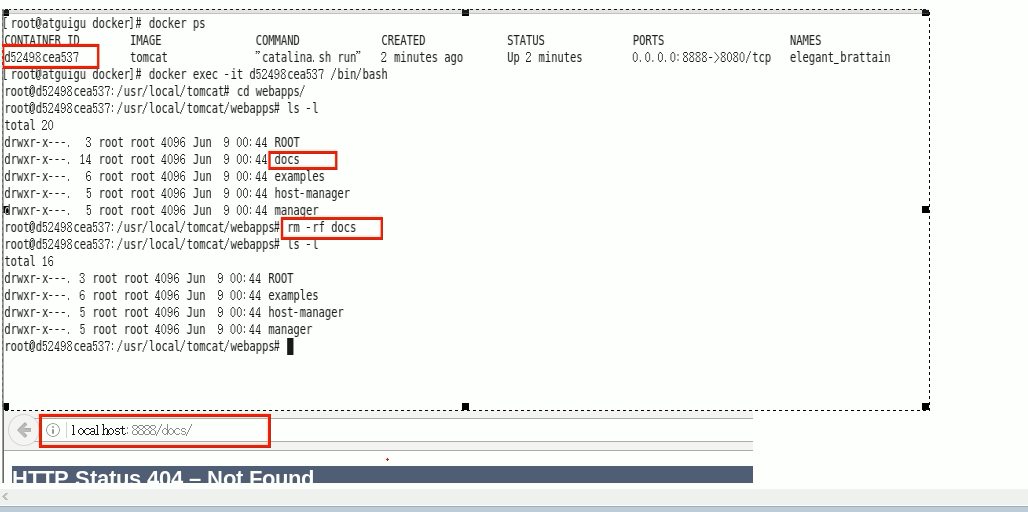 [root@atguigu docker]# docker ps
CONTAINER ID IMAGE COMMAND CREATED STATUS PORTS NAMES
d52498cea537 tomcat "catalina.sh run" 2 minutes ago Up 2 minutes 0.0.0.0:8888->8080/tcp elegant_brattain
[root@atguigu docker]# docker exec -it d52498cea537 /bin/bash
root@d52498cea537:/usr/local/tomcat# cd webapps/
root@d52498cea537:/usr/local/tomcat/webapps# ls -l
total 20
drwxr-x---. 3 root root 4096 Jun 9 00:44 ROOT
drwxr-x---. 14 root root 4096 Jun 9 00:44 docs
drwxr-x---. 6 root root 4096 Jun 9 00:44 examples
drwxr-x---. 5 root root 4096 Jun 9 00:44 host-manager
drwxr-x---. 5 root root 4096 Jun 9 00:44 manager
root@d52498cea537:/usr/local/tomcat/webapps# rm -rf docs
root@d52498cea537:/usr/local/tomcat/webapps# ls -l
total 16
drwxr-x---. 3 root root 4096 Jun 9 00:44 ROOT
drwxr-x---. 6 root root 4096 Jun 9 00:44 examples
drwxr-x---. 5 root root 4096 Jun 9 00:44 host-manager
drwxr-x---. 5 root root 4096 Jun 9 00:44 manager
root@d52498cea537:/usr/local/tomcat/webapps#
localhost:8888/docs/
HTTP Status 404 – Not Found